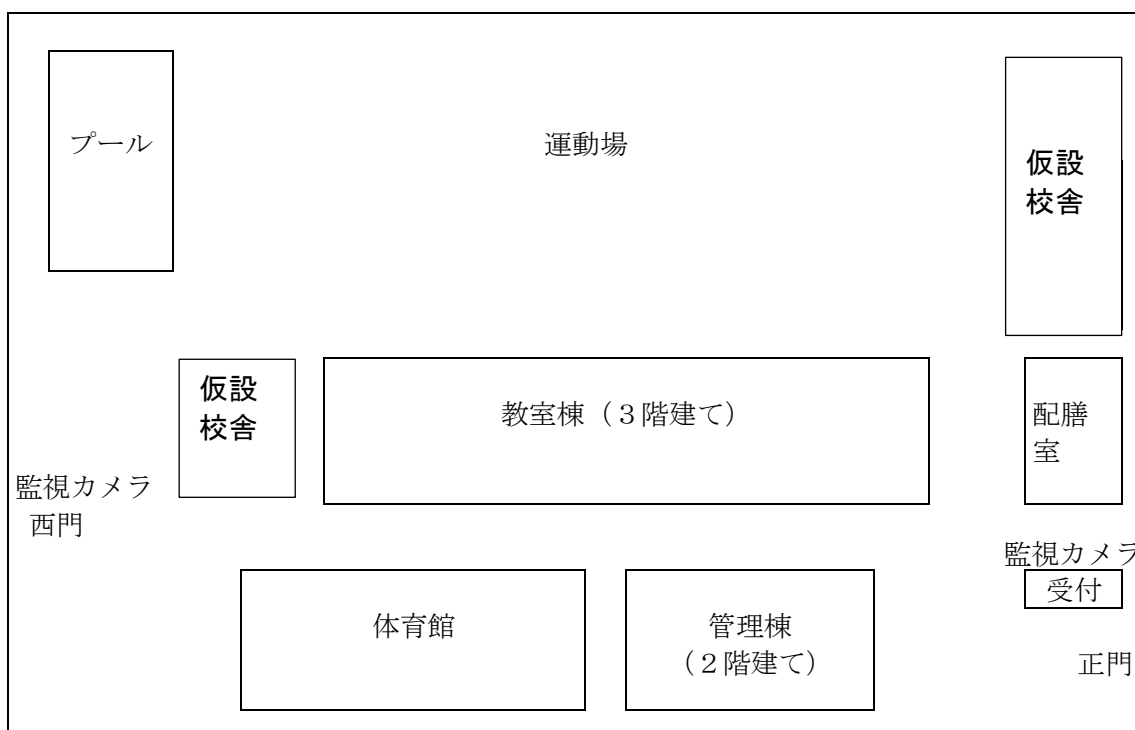 プール
運動場
仮設
校舎
仮設
校舎
教室棟（３階建て）
配膳
室
監視カメラ
西門
監視カメラ
受付
体育館
管理棟
（２階建て）
正門